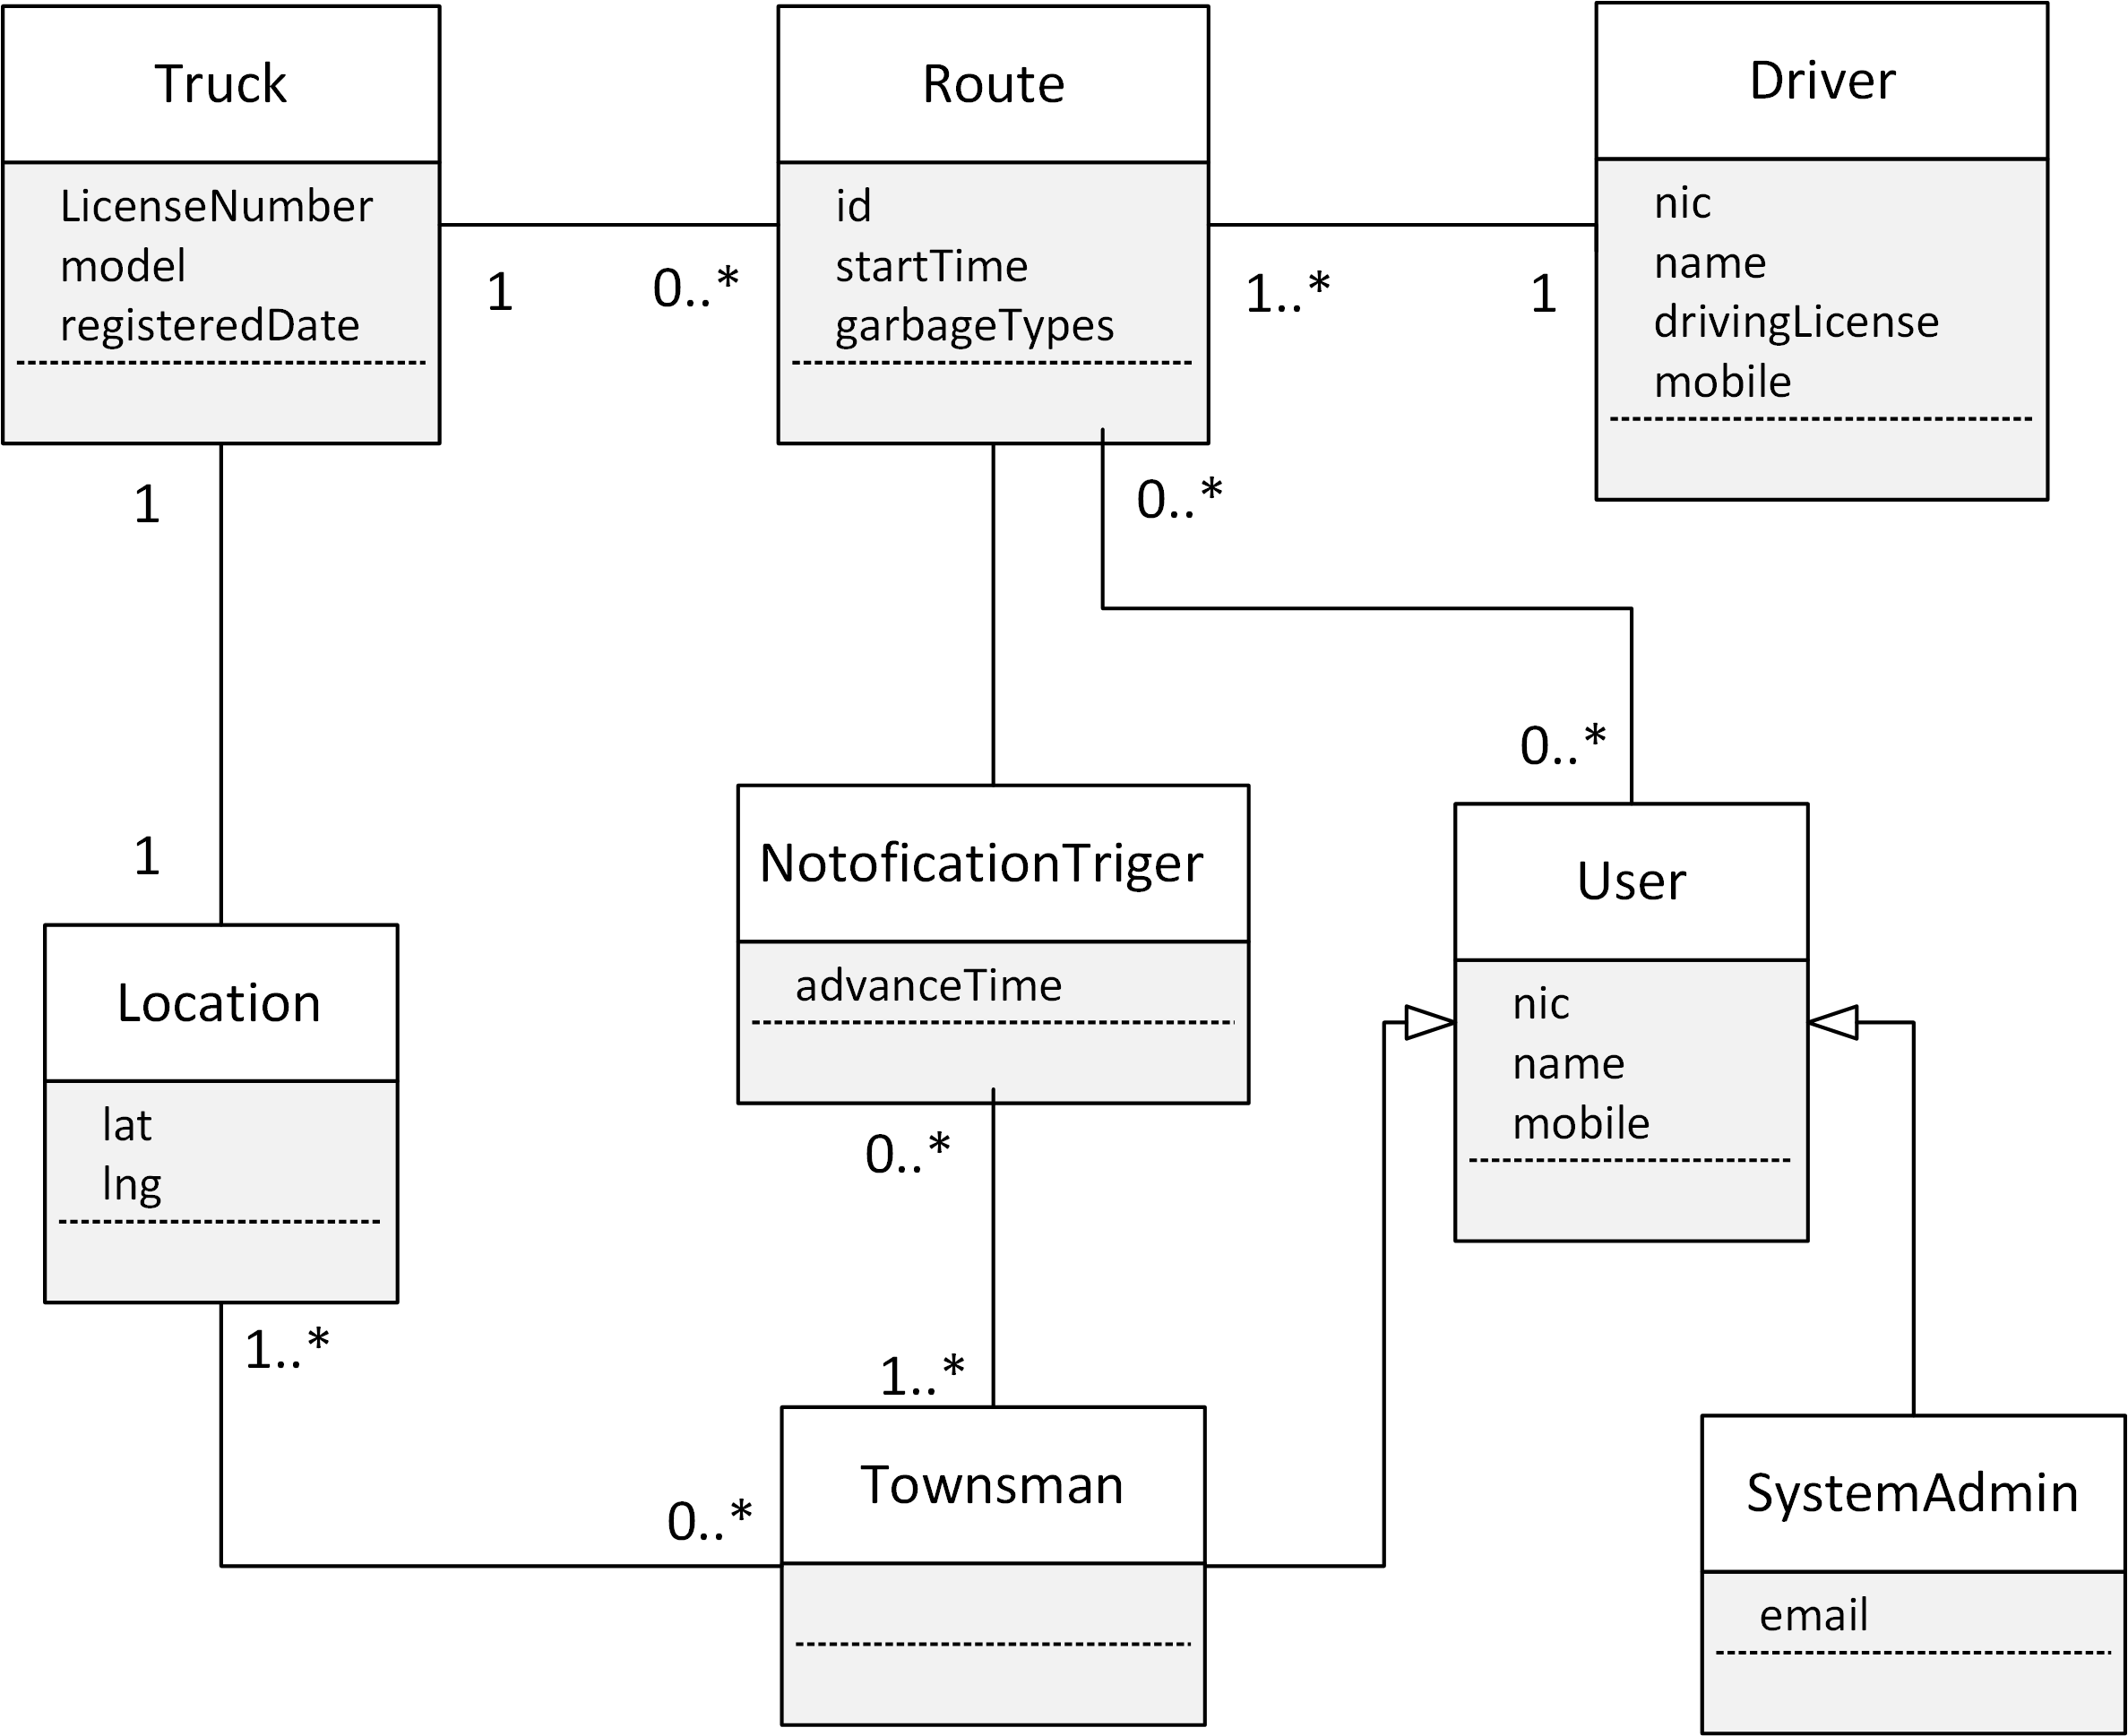 Truck
LicenseNumber
model
registeredDate
1
0..*
Route
id
startTime
garbageTypes
1..*
1
Driver
nic
name
drivingLicense
mobile
1
1
0..*
0..*
Location
lat
lng
NotoficationTriger
advanceTime
User
nic
name
mobile
0..*
1..*
1..*
0..*
Townsman
SystemAdmin
email